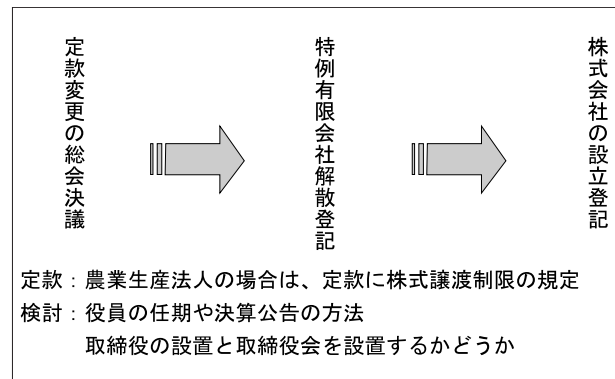 定款変更の総会決議
特例有限会社解散登記
株式会社の設立登記
定款：農業生産法人の場合は、定款に株式譲渡制限の規定
検討：役員の任期や決算公告の方法
取締役の設置と取締役会を設置するかどうか